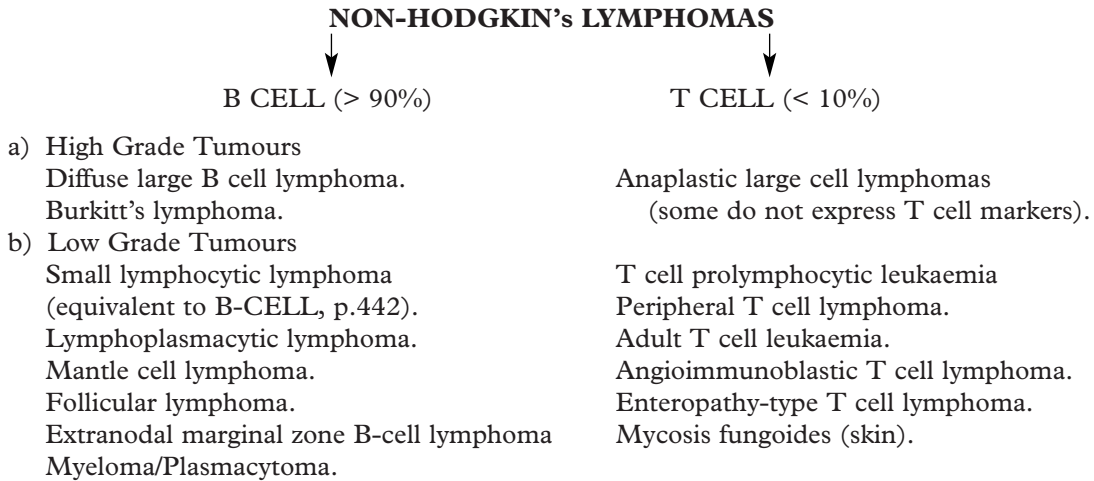 NON-HODGKIN's LYMPHOMAS
B CELL (> 90%)
T CELL (< 10%)
a) High Grade Tumours
Diffuse large B cell lymphoma.
Anaplastic large cell lymphomas
Burkitt's lymphoma.
(some do not express T cell markers).
b) Low Grade Tumours
Small lymphocytic lymphoma
T cell prolymphocytic leukaemia
(equivalent to B-CELL, p.442).
Peripheral T cell lymphoma.
Lymphoplasmacytic lymphoma.
Adult T cell leukaemia.
Mantle cell lymphoma.
Angioimmunoblastic T cell lymphoma.
Follicular lymphoma.
Enteropathy-type T cell lymphoma.
Extranodal marginal zone B-cell lymphoma
Mycosis fungoides (skin).
Myeloma/Plasmacytoma.